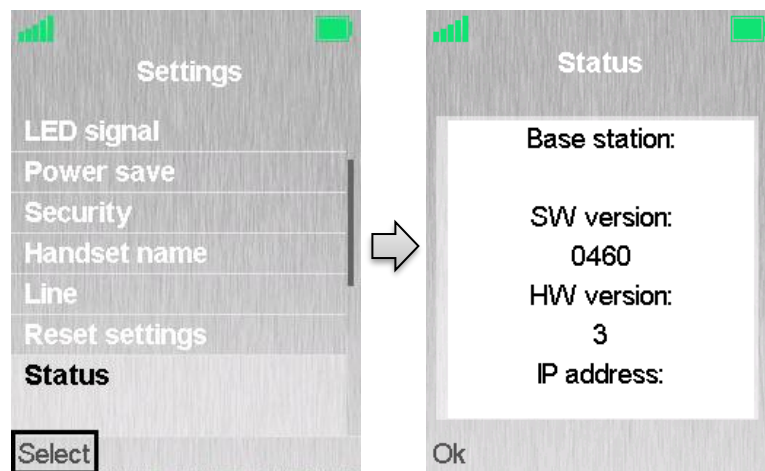 Settings
LED signal
Power save
Security
Handset name
Line
Reset settings
Status
Select
Status
Base station:
SW version:
0460
HW version:
3
IP address:
Ok